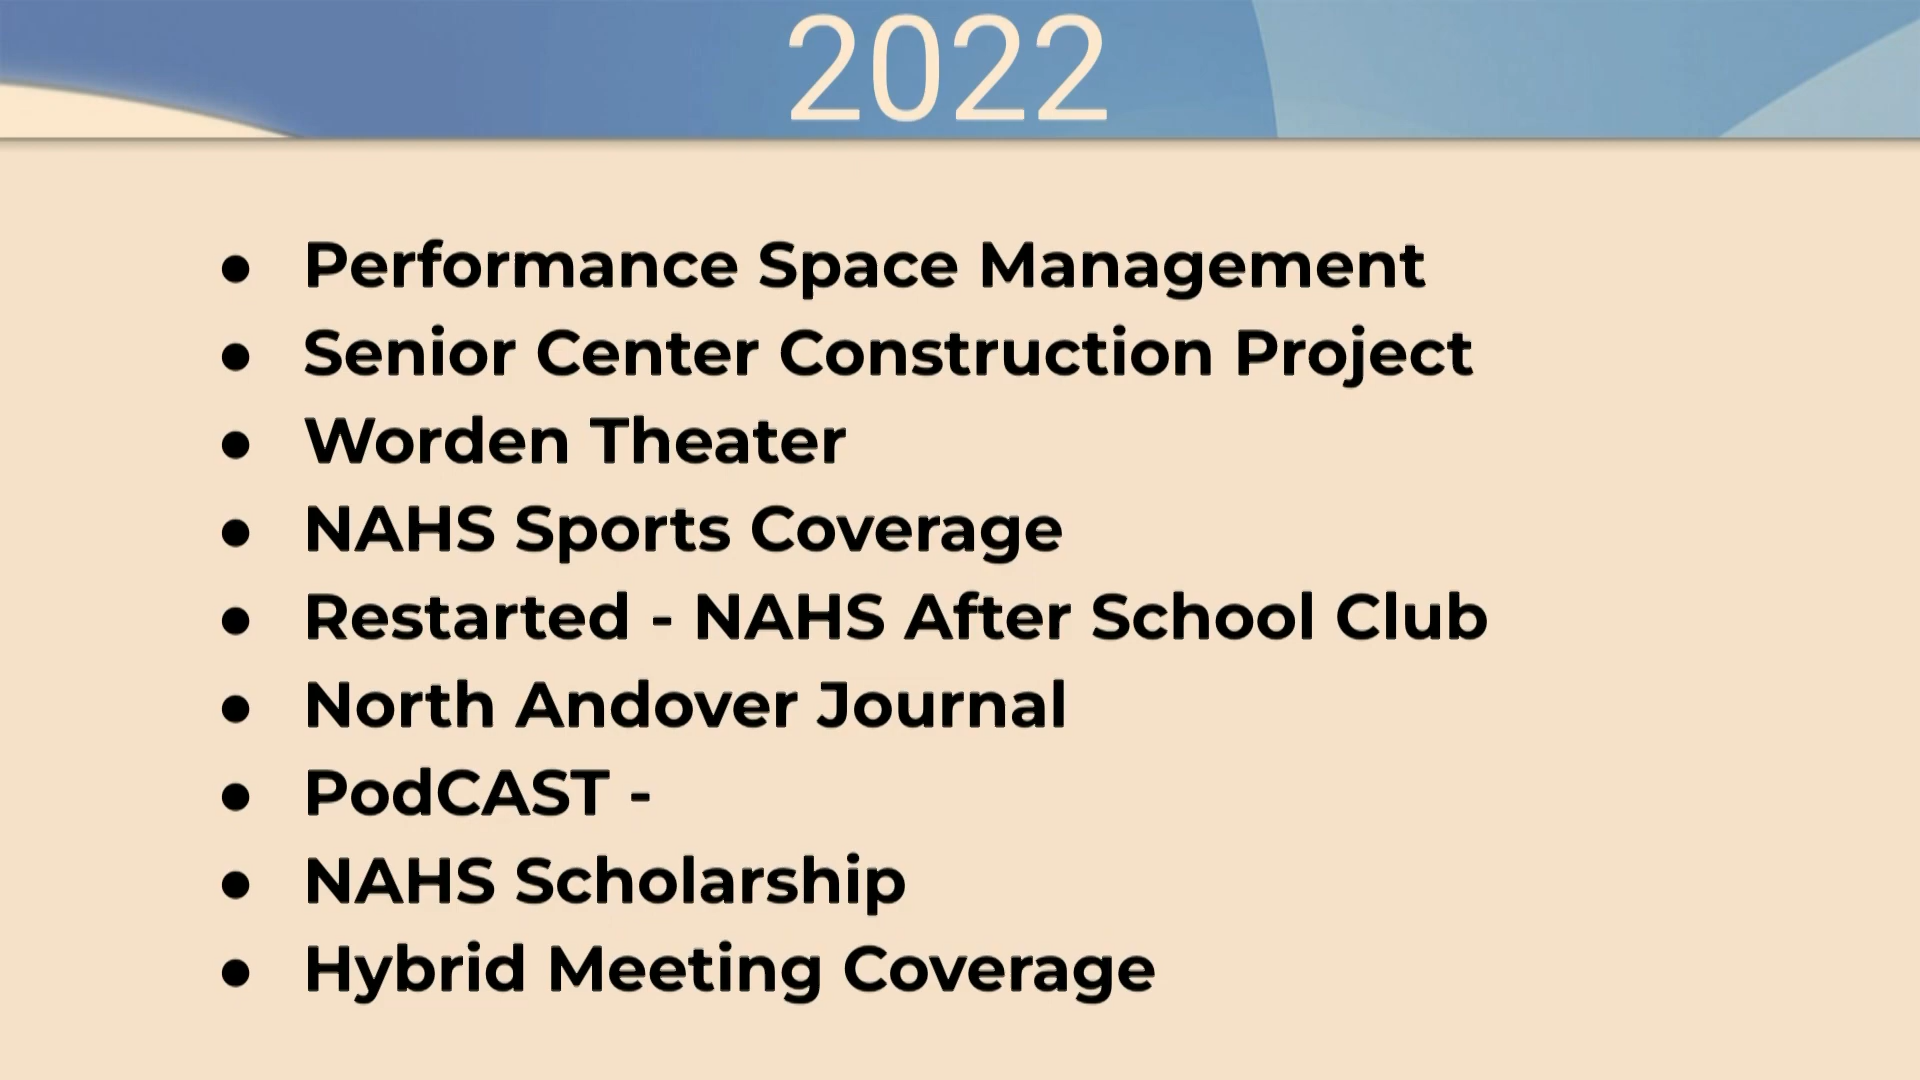 2022
● Performance Space Management
● Senior Center Construction Project
● Worden Theater
● NAHS Sports Coverage
● Restarted - NAHS After School Club
● North Andover Journal
● PodCAST -
● NAHS Scholarship
● Hybrid Meeting Coverage